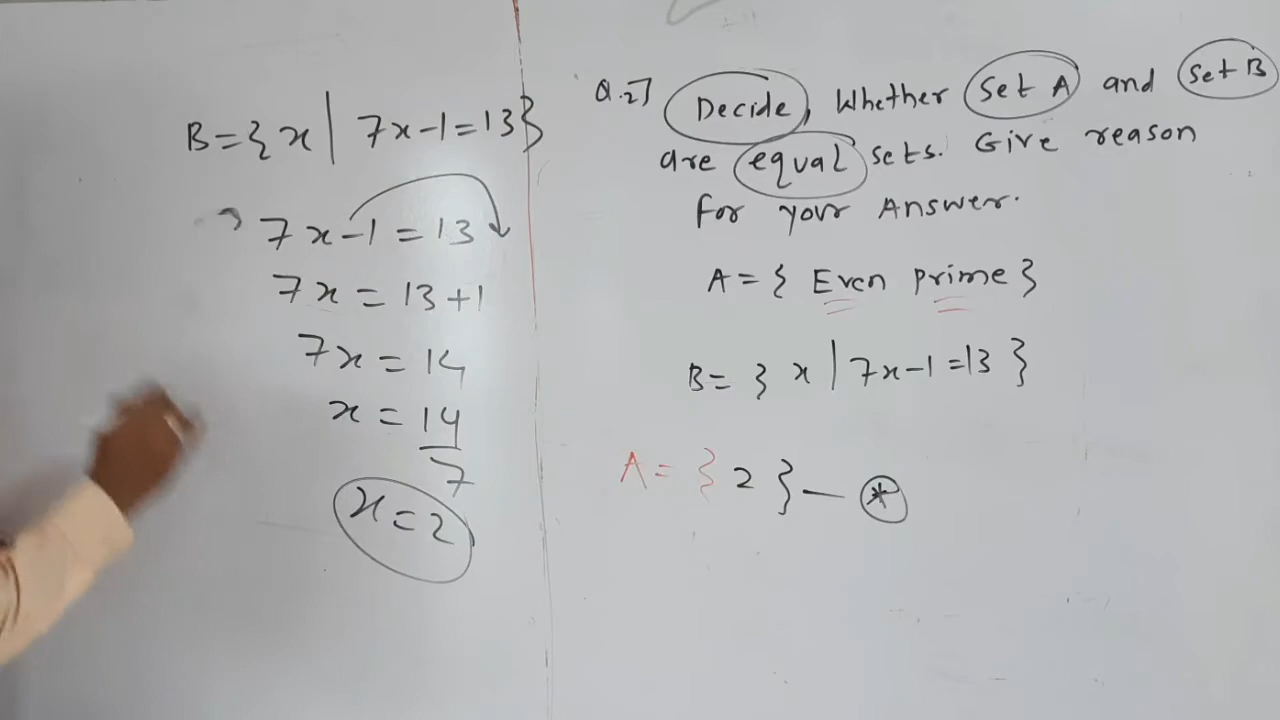 B={x | 7x-1=13}
7x-1=13
7x=13+1
7x=14
x=14
7
x=2
Q.2] Decide, Whether Set A and Set B
are equal sets. Give reason
for your Answer.
A={ Even prime}
B= { x | 7x-1=13 }
A= { 2 } — *